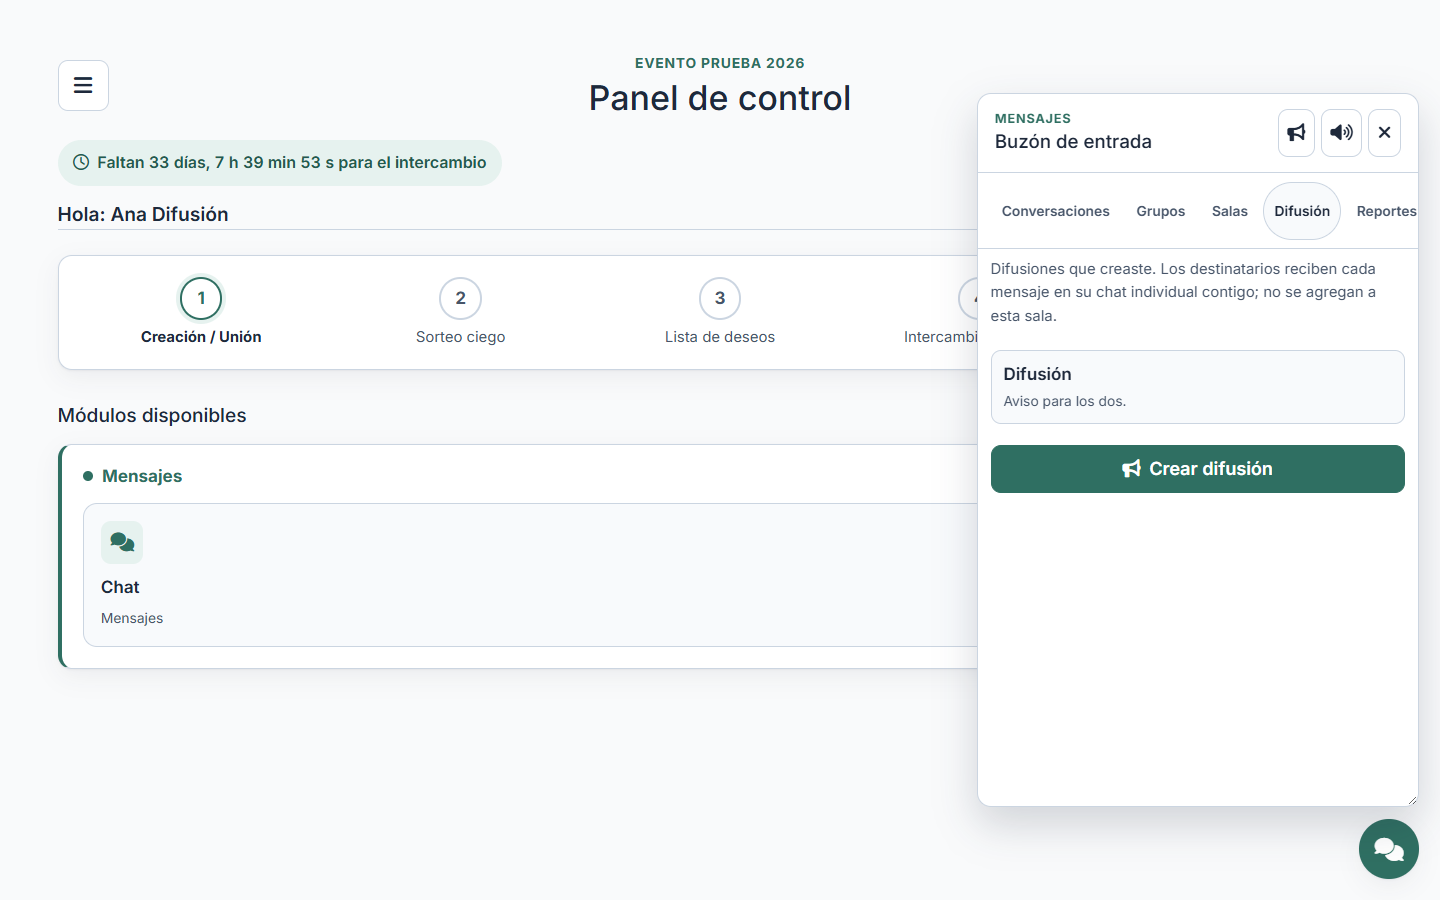 EVENTO PRUEBA 2026
Panel de control
Faltan 33 días, 7 h 39 min 53 s para el intercambio
Hola: Ana Difusión
1
Creación / Unión
2
Sorteo ciego
3
Lista de deseos
Intercambi
Módulos disponibles
Mensajes
Chat
Mensajes
MENSAJES
Buzón de entrada
Conversaciones
Grupos
Salas
Difusión
Reportes
Difusiones que creaste. Los destinatarios reciben cada
mensaje en su chat individual contigo; no se agregan a
esta sala.
Difusión
Aviso para los dos.
Crear difusión